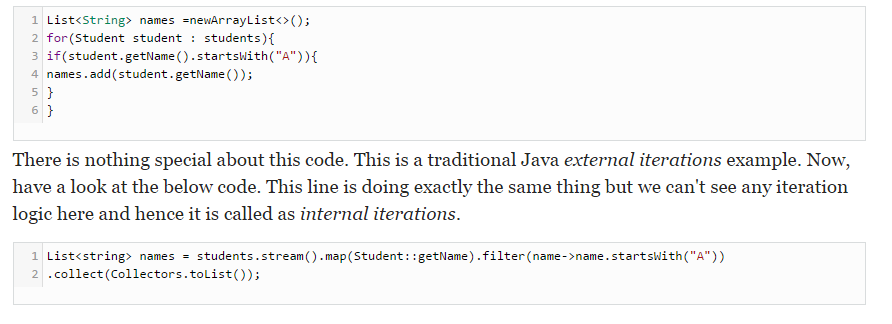 1 List<String> names =newArrayList<>();
2 for(Student student : students){
3 if(student.getName().startsWith("A")){
4 names.add(student.getName());
5 }
6 }
There is nothing special about this code. This is a traditional Java external iterations example. Now,
have a look at the below code. This line is doing exactly the same thing but we can't see any iteration
logic here and hence it is called as internal iterations.
1 List<string> names = students.stream().map(Student::getName).filter(name->name.startsWith("A"))
2 .collect(Collectors.toList());